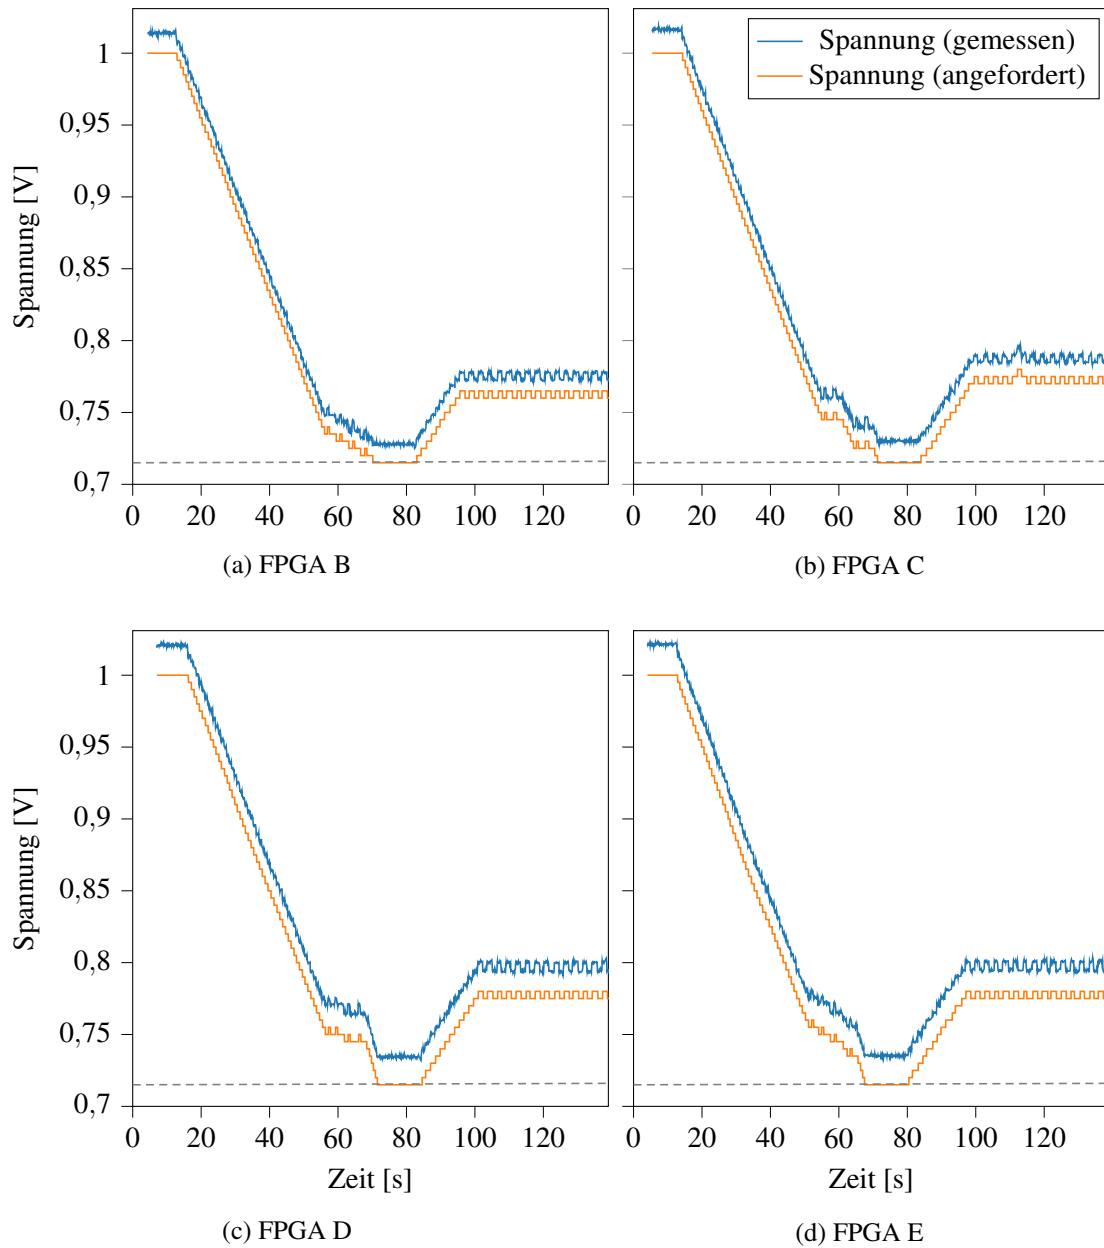 Spannung (gemessen)
Spannung (angefordert)
Spannung [V]
1
0,95
0,9
0,85
0,8
0,75
0,7
0 20 40 60 80 100 120
0 20 40 60 80 100 120
(a) FPGA B
(b) FPGA C
Spannung [V]
1
0,95
0,9
0,85
0,8
0,75
0,7
0 20 40 60 80 100 120
0 20 40 60 80 100 120
Zeit [s]
Zeit [s]
(c) FPGA D
(d) FPGA E